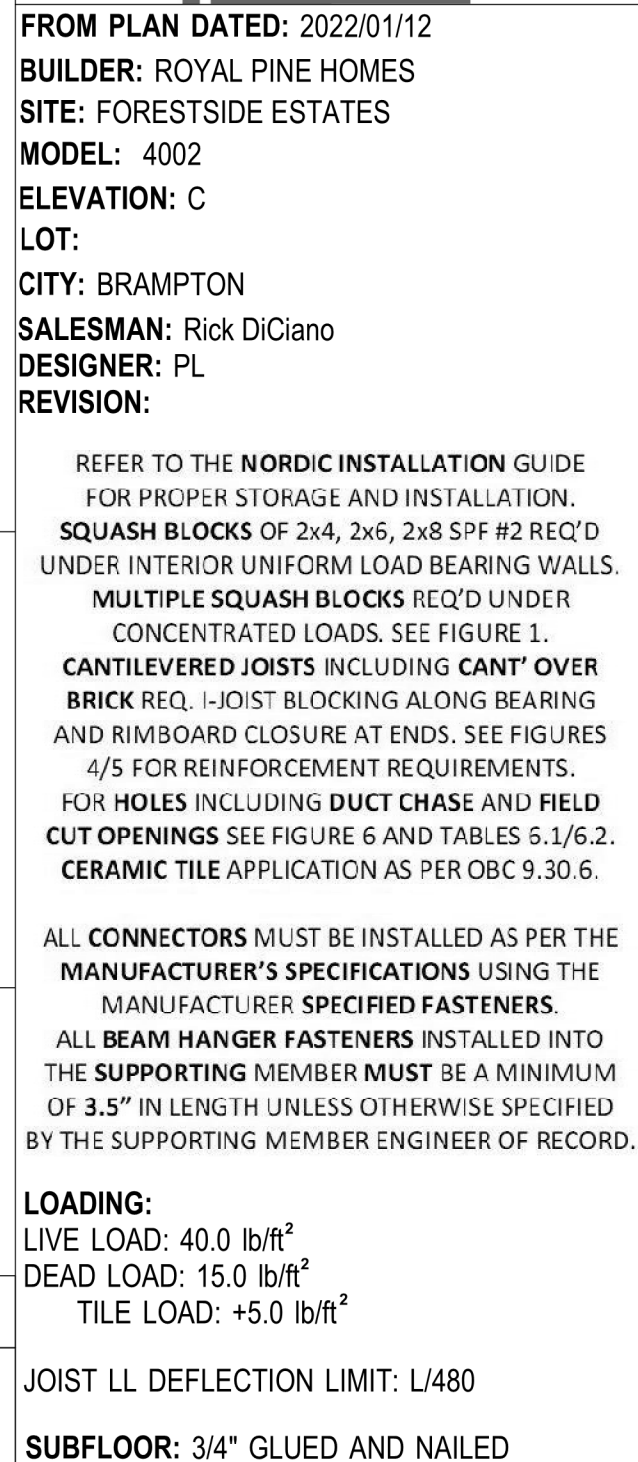 FROM PLAN DATED: 2022/01/12
BUILDER: ROYAL PINE HOMES
SITE: FORESTSIDE ESTATES
MODEL: 4002
ELEVATION: C
LOT:
CITY: BRAMPTON
SALESMAN: Rick DiCiano
DESIGNER: PL
REVISION:
REFER TO THE NORDIC INSTALLATION GUIDE
FOR PROPER STORAGE AND INSTALLATION.
SQUASH BLOCKS OF 2x4, 2x6, 2x8 SPF #2 REQ'D
UNDER INTERIOR UNIFORM LOAD BEARING WALLS.
MULTIPLE SQUASH BLOCKS REQ'D UNDER
CONCENTRATED LOADS. SEE FIGURE 1.
CANTILEVERED JOISTS INCLUDING CANT' OVER
BRICK REQ. I-JOIST BLOCKING ALONG BEARING
AND RIMBOARD CLOSURE AT ENDS. SEE FIGURES
4/5 FOR REINFORCEMENT REQUIREMENTS.
FOR HOLES INCLUDING DUCT CHASE AND FIELD
CUT OPENINGS SEE FIGURE 6 AND TABLES 6.1/6.2.
CERAMIC TILE APPLICATION AS PER OBC 9.30.6.
ALL CONNECTORS MUST BE INSTALLED AS PER THE
MANUFACTURER'S SPECIFICATIONS USING THE
MANUFACTURER SPECIFIED FASTENERS.
ALL BEAM HANGER FASTENERS INSTALLED INTO
THE SUPPORTING MEMBER MUST BE A MINIMUM
OF 3.5" IN LENGTH UNLESS OTHERWISE SPECIFIED
BY THE SUPPORTING MEMBER ENGINEER OF RECORD.
LOADING:
LIVE LOAD: 40.0 lb/ft²
DEAD LOAD: 15.0 lb/ft²
TILE LOAD: +5.0 lb/ft²
JOIST LL DEFLECTION LIMIT: L/480
SUBFLOOR: 3/4" GLUED AND NAILED